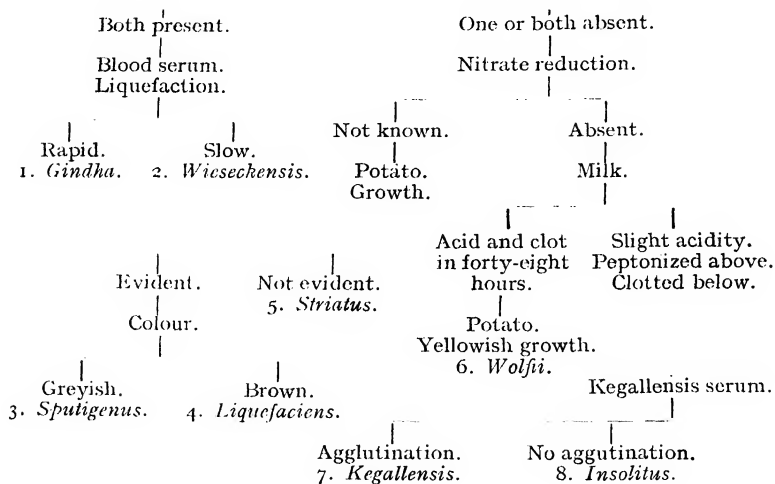 Both present. One or both absent.
Blood serum. Nitrate reduction.
Liquefaction.
Not known. Absent.
Rapid. Slow. Potato. Milk.
1. Gindha. 2. Wieseckensis. Growth.
Acid and clot Slight acidity.
in forty-eight Peptonized above.
Evident. Not evident. hours. Clotted below.
5. Striatus.
Colour. Potato.
Yellowish growth.
6. Wolfii.
Greyish. Brown. Kegallensis serum.
3. Sputigenus. 4. Liquefaciens.
Agglutination. No aggutination.
7. Kegallensis. 8. Insolitus.